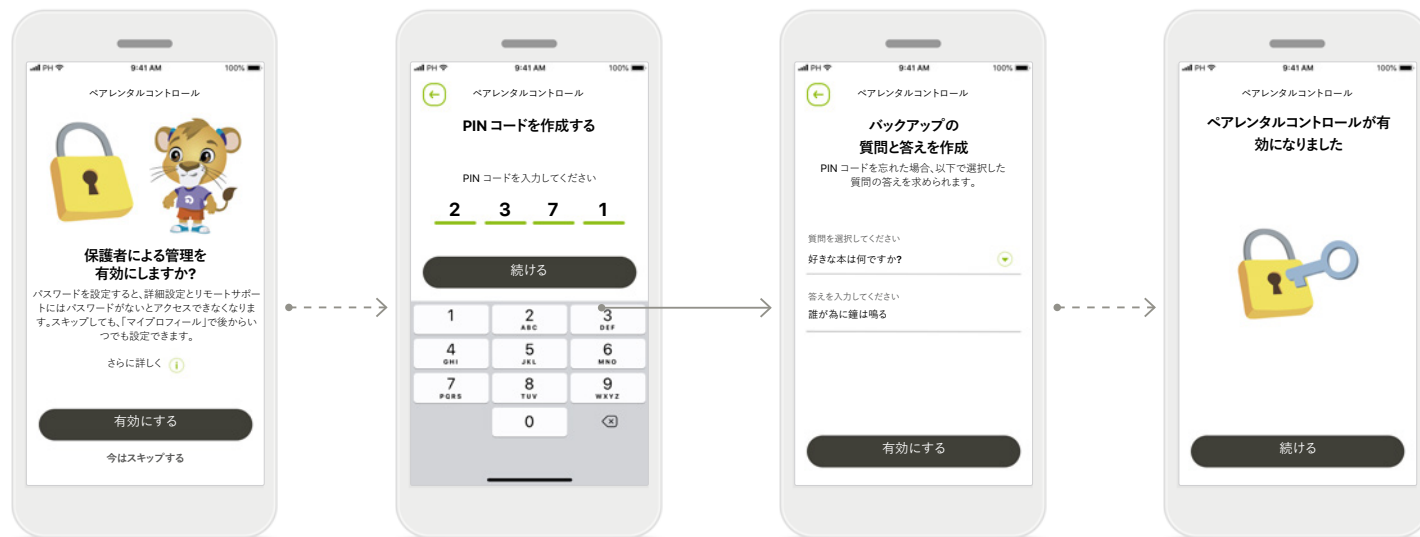 PH 9:41 AM 100%
ペアレンタルコントロール
保護者による管理を
有効にしますか?
パスワードを設定すると、詳細設定とリモートサポー
トにはパスワードがないとアクセスできなくなりま
す。スキップしても、「マイプロフィール」で後からい
つでも設定できます。
さらに詳しく i
有効にする
今はスキップする
PH 9:41 AM 100%
ペアレンタルコントロール
PIN コードを作成する
PIN コードを入力してください
2 3 7 1
続ける
1 2 3
ABC DEF
4 5 6
GHI JKL MNO
7 8 9
PQRS TUV WXYZ
0
PH 9:41 AM 100%
ペアレンタルコントロール
バックアップの
質問と答えを作成
PIN コードを忘れた場合、以下で選択した
質問の答えを求められます。
質問を選択してください
好きな本は何ですか?
答えを入力してください
誰が為に鐘は鳴る
有効にする
PH 9:41 AM 100%
ペアレンタルコントロール
ペアレンタルコントロールが有
効になりました
続ける